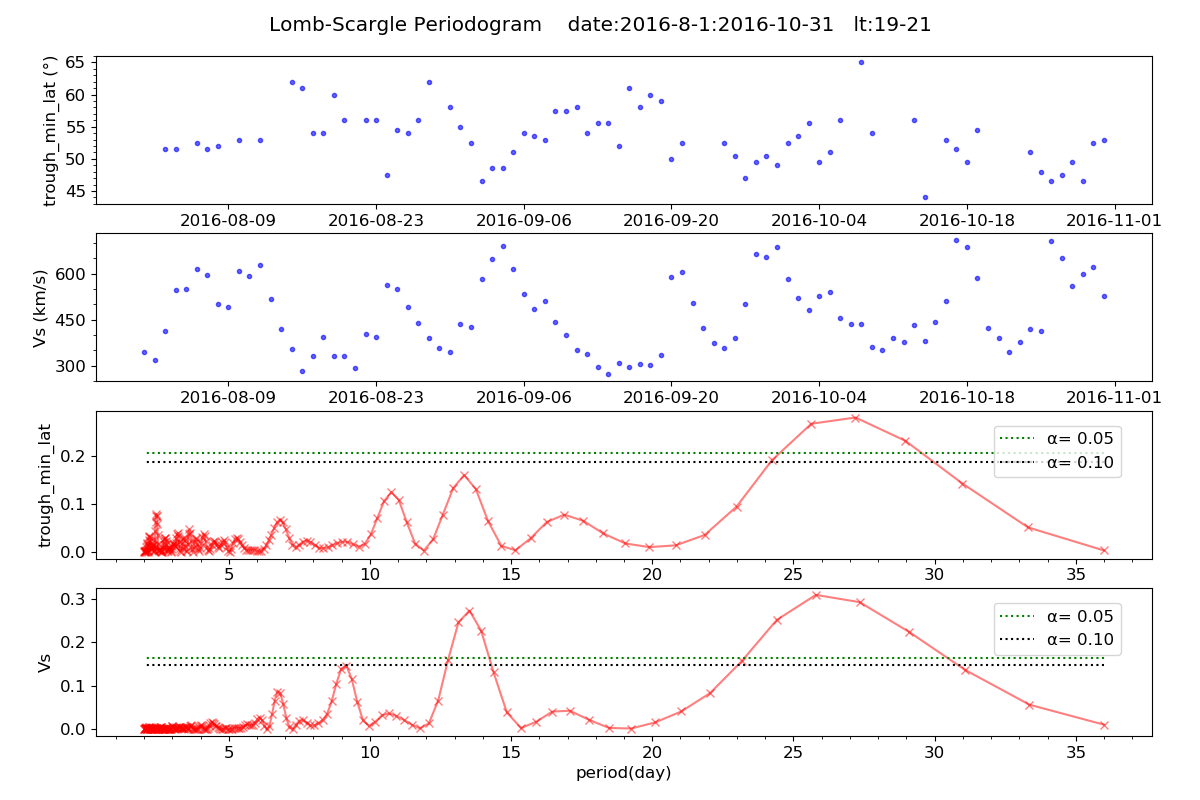 Lomb-Scargle Periodogram    date:2016-8-1:2016-10-31   lt:19-21
trough_min_lat (°)
65
60
55
50
45
2016-08-09 2016-08-23 2016-09-06 2016-09-20 2016-10-04 2016-10-18 2016-11-01
Vs (km/s)
600
450
300
2016-08-09 2016-08-23 2016-09-06 2016-09-20 2016-10-04 2016-10-18 2016-11-01
trough_min_lat
0.2
0.1
0.0
α= 0.05
α= 0.10
5 10 15 20 25 30 35
Vs
0.3
0.2
0.1
0.0
α= 0.05
α= 0.10
5 10 15 20 25 30 35
period(day)